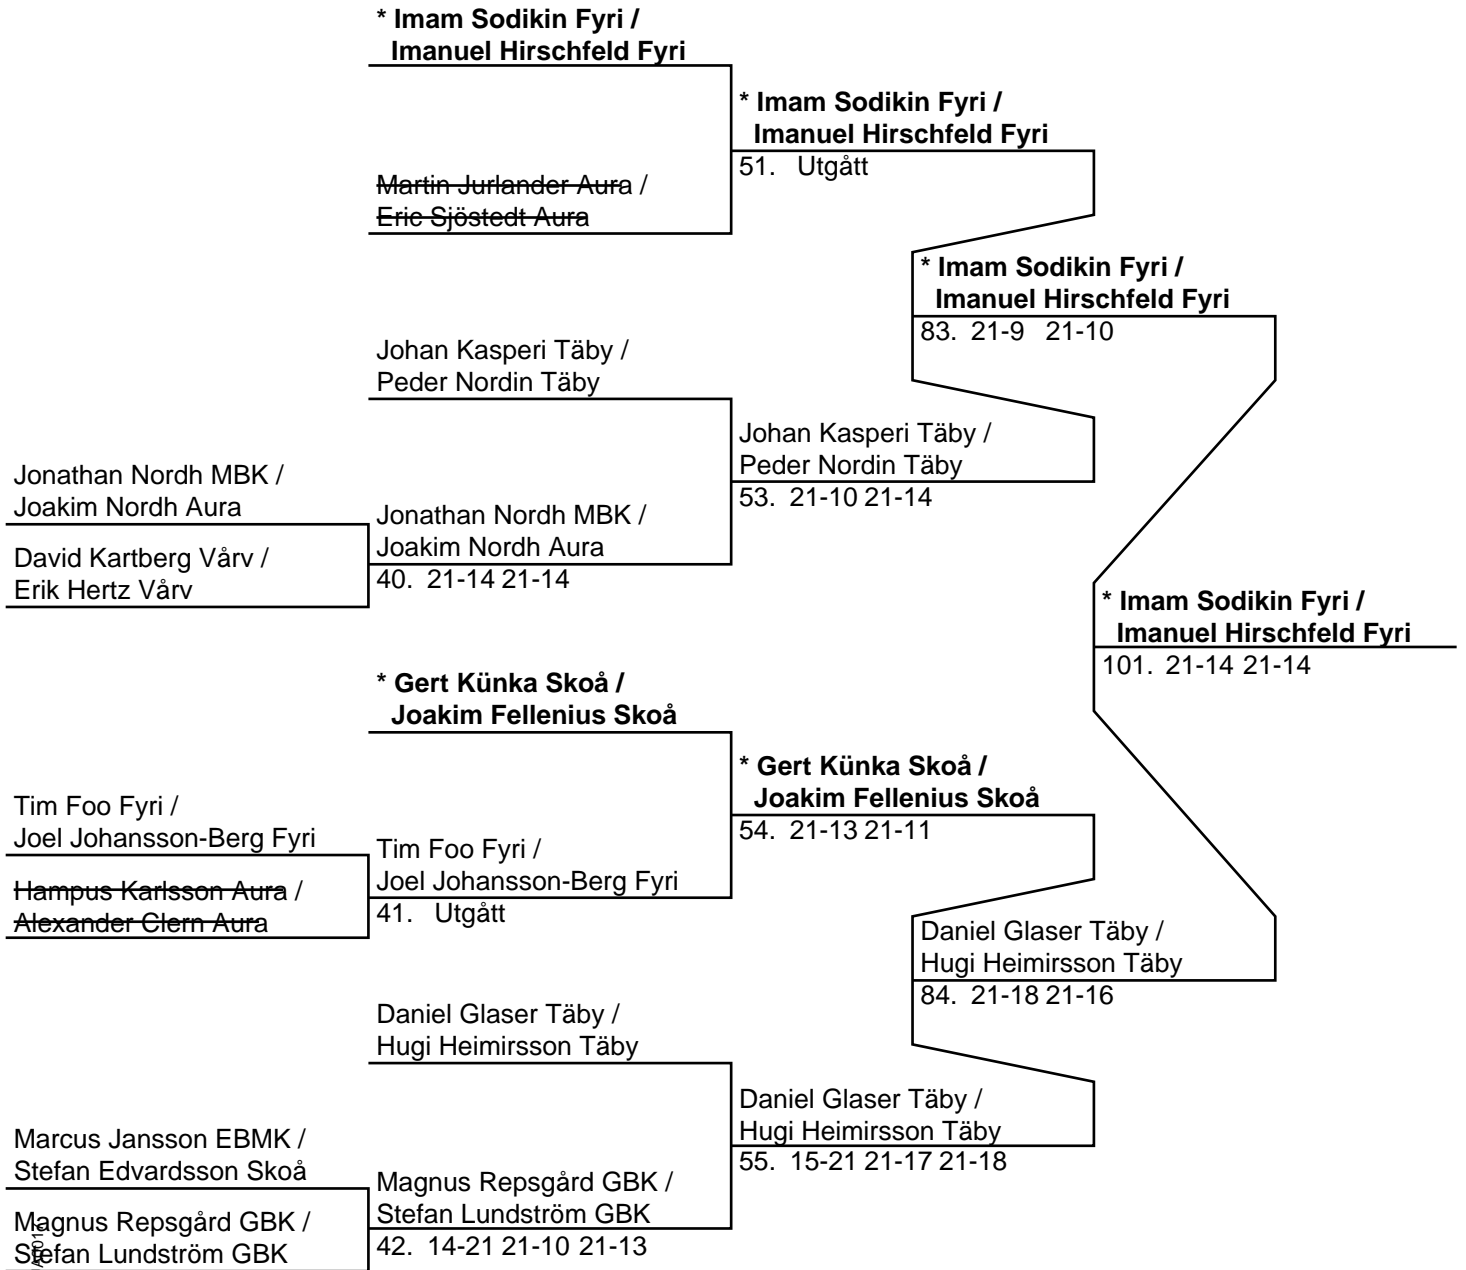 * Imam Sodikin Fyri /
Imanuel Hirschfeld Fyri
* Imam Sodikin Fyri /
Imanuel Hirschfeld Fyri
51. Utgått
Martin Jurlander Aura /
Eric Sjöstedt Aura
* Imam Sodikin Fyri /
Imanuel Hirschfeld Fyri
83. 21-9 21-10
Johan Kasperi Täby /
Peder Nordin Täby
Johan Kasperi Täby /
Peder Nordin Täby
53. 21-10 21-14
Jonathan Nordh MBK /
Joakim Nordh Aura
Jonathan Nordh MBK /
Joakim Nordh Aura
40. 21-14 21-14
David Kartberg Vårv /
Erik Hertz Vårv
* Imam Sodikin Fyri /
Imanuel Hirschfeld Fyri
101. 21-14 21-14
* Gert Künka Skoå /
Joakim Fellenius Skoå
* Gert Künka Skoå /
Joakim Fellenius Skoå
54. 21-13 21-11
Tim Foo Fyri /
Joel Johansson-Berg Fyri
Tim Foo Fyri /
Joel Johansson-Berg Fyri
41. Utgått
Hampus Karlsson Aura /
Alexander Clern Aura
Daniel Glaser Täby /
Hugi Heimirsson Täby
84. 21-18 21-16
Daniel Glaser Täby /
Hugi Heimirsson Täby
Daniel Glaser Täby /
Hugi Heimirsson Täby
55. 15-21 21-17 21-18
Marcus Jansson EBMK /
Stefan Edvardsson Skoå
Magnus Repsgård GBK /
Stefan Lundström GBK
42. 14-21 21-10 21-13
Magnus Repsgård GBK /
Stefan Lundström GBK